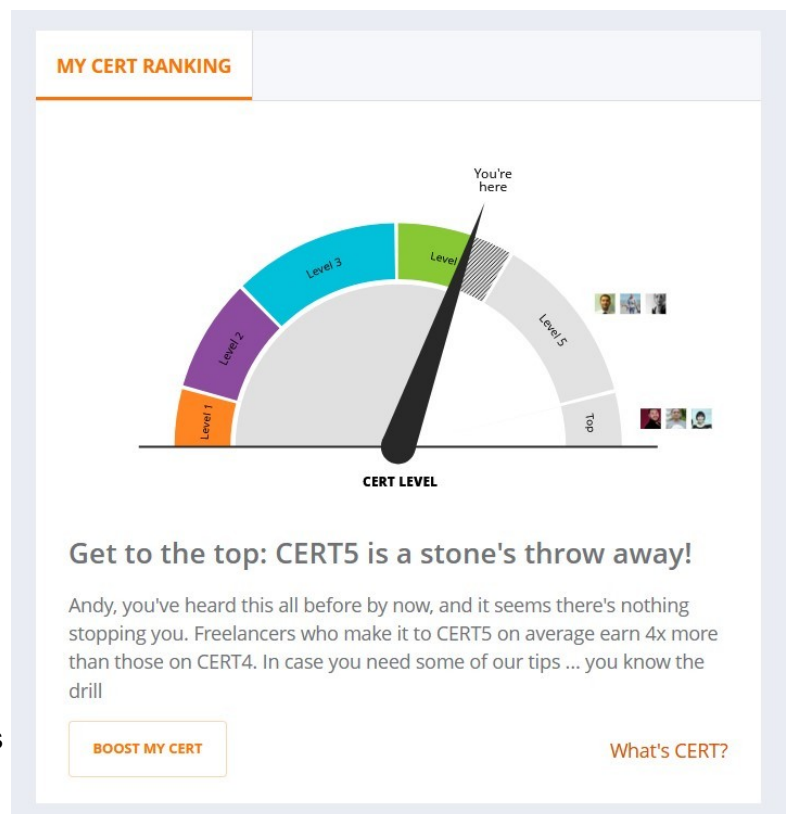 MY CERT RANKING
You're
here
Level 1
Level 2
Level 3
Level
Level 5
Top
CERT LEVEL
Get to the top: CERT5 is a stone's throw away!
Andy, you've heard this all before by now, and it seems there's nothing
stopping you. Freelancers who make it to CERT5 on average earn 4x more
than those on CERT4. In case you need some of our tips ... you know the
drill
s
BOOST MY CERT
What's CERT?